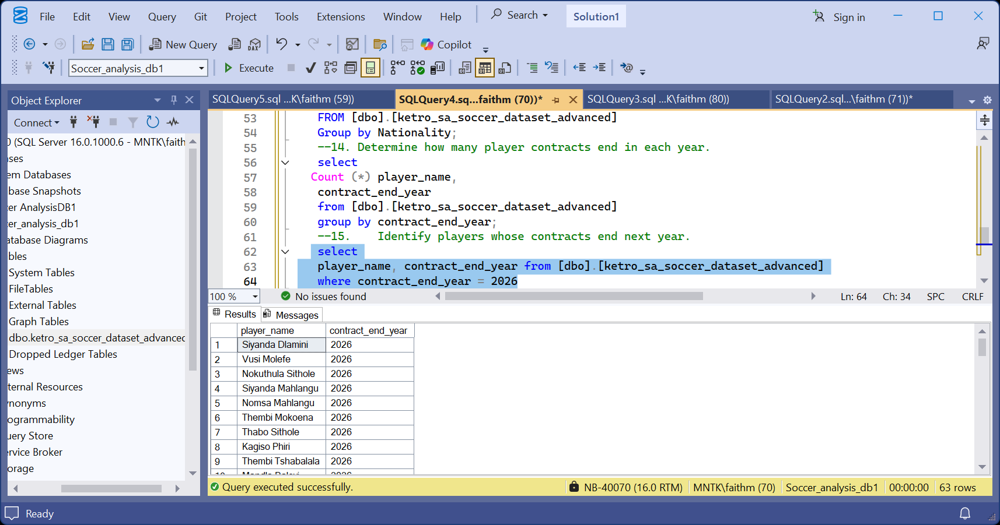 File Edit View Query Git Project Tools Extensions Window Help Search Solution1 Sign in
New Query DAX Copilot
Soccer_analysis_db1 Execute
Object Explorer
Connect
0 (SQL Server 16.0.1000.6 - MNTK\faith
ases
em Databases
base Snapshots
cer AnalysisDB1
cer_analysis_db1
atabase Diagrams
bles
System Tables
FileTables
External Tables
Graph Tables
dbo.ketro_sa_soccer_dataset_advanced
Dropped Ledger Tables
ews
ternal Resources
ynonyms
ogrammability
uery Store
ervice Broker
orage
SQLQuery5.sql ...K\faithm (59)) SQLQuery4.sq...faithm (70))* SQLQuery3.sql ...K\faithm (80)) SQLQuery2.sql...\faithm (71))*
53 FROM [dbo].[ketro_sa_soccer_dataset_advanced]
54 Group by Nationality;
55 --14. Determine how many player contracts end in each year.
56 select
57 Count (*) player_name,
58 contract_end_year
59 from [dbo].[ketro_sa_soccer_dataset_advanced]
60 group by contract_end_year;
61 --15. Identify players whose contracts end next year.
62 select
63 player_name, contract_end_year from [dbo].[ketro_sa_soccer_dataset_advanced]
64 where contract_end_year = 2026
100 % No issues found Ln: 64 Ch: 34 SPC CRLF
Results Messages
player_name contract_end_year
1 Siyanda Dlamini 2026
2 Vusi Molefe 2026
3 Nokuthula Sithole 2026
4 Siyanda Mahlangu 2026
5 Nomsa Mahlangu 2026
6 Thembi Mokoena 2026
7 Thabo Sithole 2026
8 Kagiso Phiri 2026
9 Thembi Tshabalala 2026
Query executed successfully. NB-40070 (16.0 RTM) MNTK\faithm (70) Soccer_analysis_db1 00:00:00 63 rows
Ready